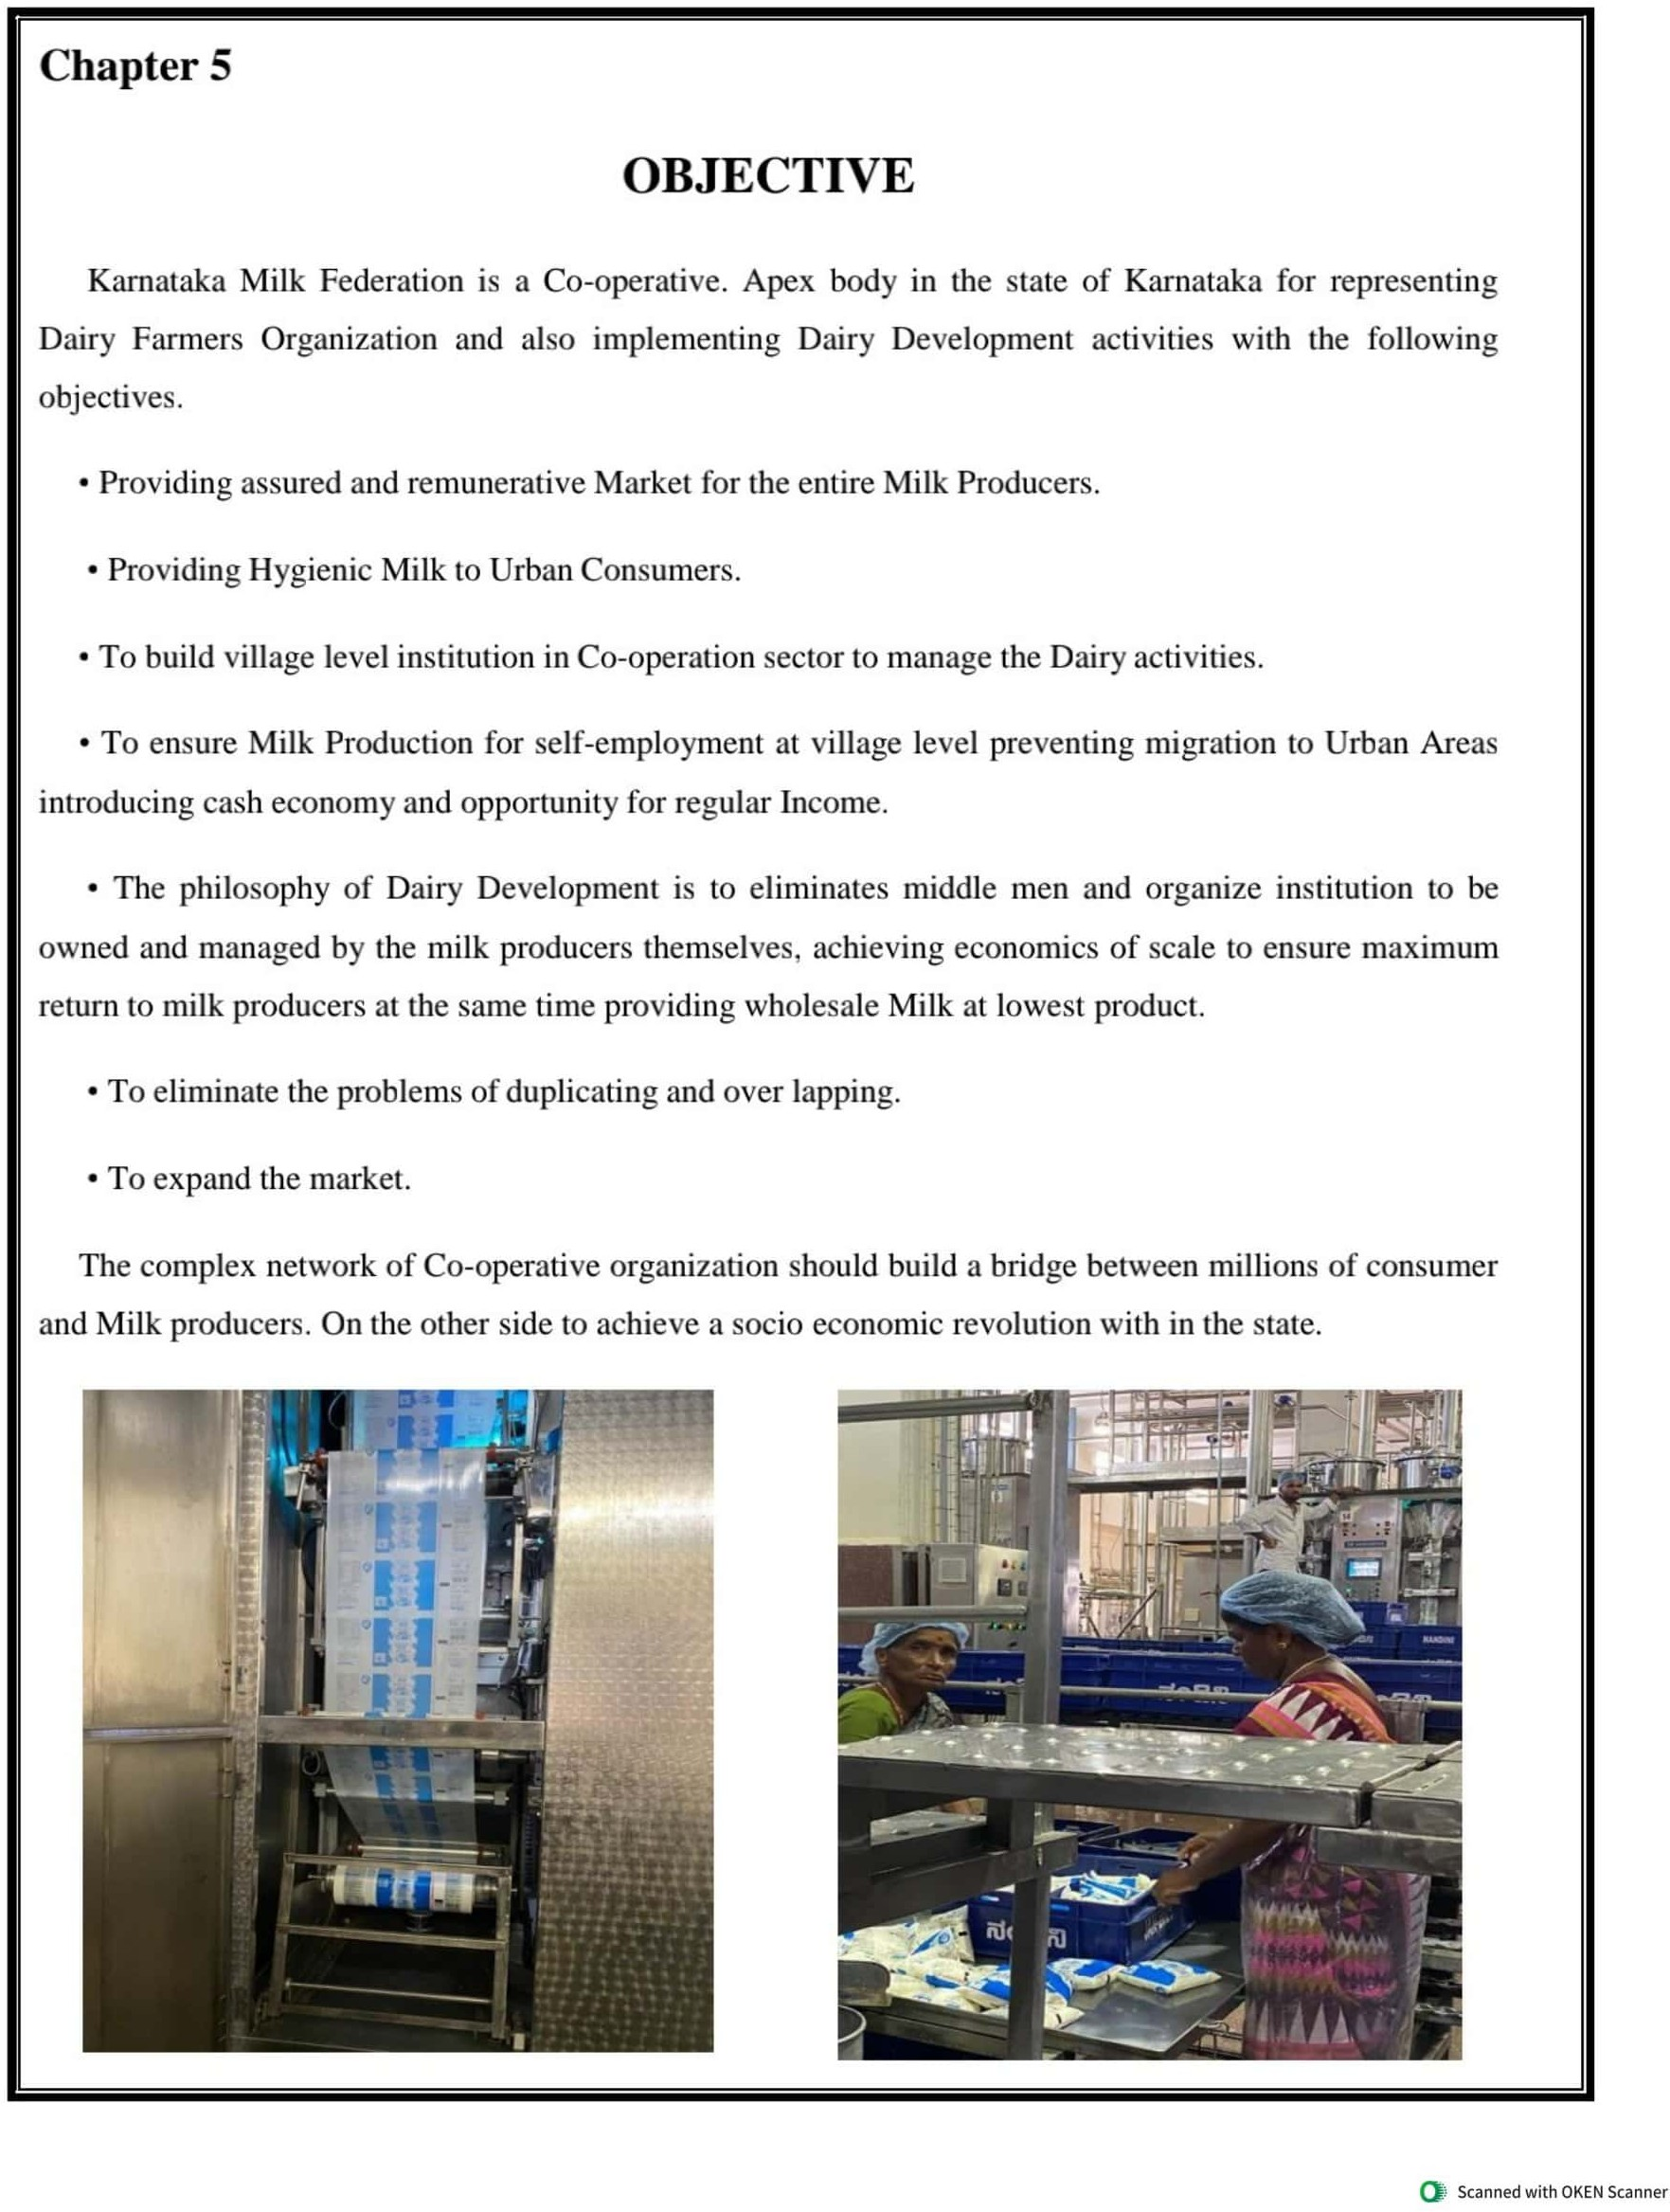 Chapter 5
OBJECTIVE
Karnataka Milk Federation is a Co-operative. Apex body in the state of Karnataka for representing
Dairy Farmers Organization and also implementing Dairy Development activities with the following
objectives.
• Providing assured and remunerative Market for the entire Milk Producers.
• Providing Hygienic Milk to Urban Consumers.
• To build village level institution in Co-operation sector to manage the Dairy activities.
• To ensure Milk Production for self-employment at village level preventing migration to Urban Areas
introducing cash economy and opportunity for regular Income.
• The philosophy of Dairy Development is to eliminates middle men and organize institution to be
owned and managed by the milk producers themselves, achieving economics of scale to ensure maximum
return to milk producers at the same time providing wholesale Milk at lowest product.
• To eliminate the problems of duplicating and over lapping.
• To expand the market.
The complex network of Co-operative organization should build a bridge between millions of consumer
and Milk producers. On the other side to achieve a socio economic revolution with in the state.
NANDINI
Scanned with OKEN Scanner